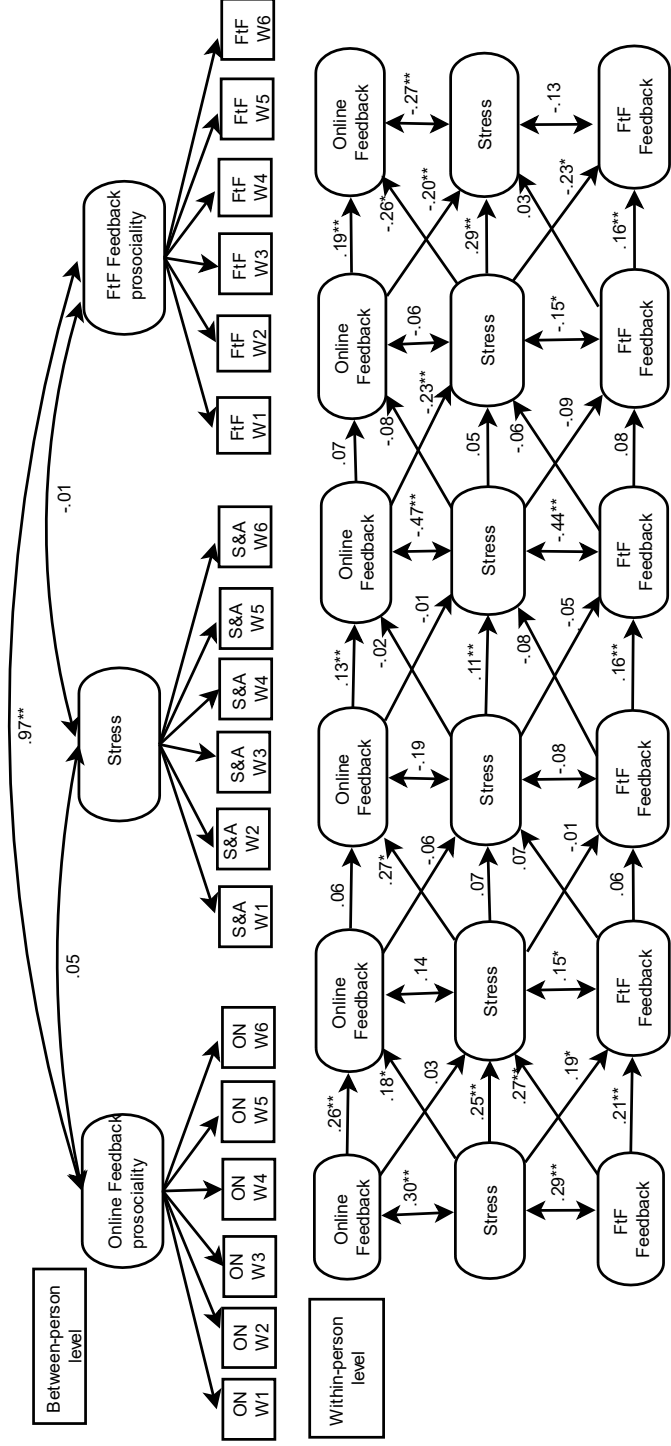 Between-person
level
.97**
.05
-.01
Online Feedback
prosociality
Stress
FtF Feedback
prosociality
ON
W1
ON
W2
ON
W3
ON
W4
ON
W5
ON
W6
S&A
W1
S&A
W2
S&A
W3
S&A
W4
S&A
W5
S&A
W6
FtF
W1
FtF
W2
FtF
W3
FtF
W4
FtF
W5
FtF
W6
Within-person
level
Online
Feedback
.30**
Stress
.29**
FtF
Feedback
.26**
.18*
.03
.25**
.27**
.19*
.21**
Online
Feedback
.14
Stress
.15*
FtF
Feedback
.06
.27*
-.06
.07
.07
-.01
.06
Online
Feedback
-.19
Stress
-.08
FtF
Feedback
.13**
-.02
-.01
.11**
-.08
-.05
.16**
Online
Feedback
-.47**
Stress
-.44**
FtF
Feedback
.07
-.08
-.23**
.05
-.06
-.09
.08
Online
Feedback
-.06
Stress
-.15*
FtF
Feedback
.19**
-.26*
-.20**
.29**
.03
-.23*
.16**
Online
Feedback
-.27**
Stress
-.13
FtF
Feedback